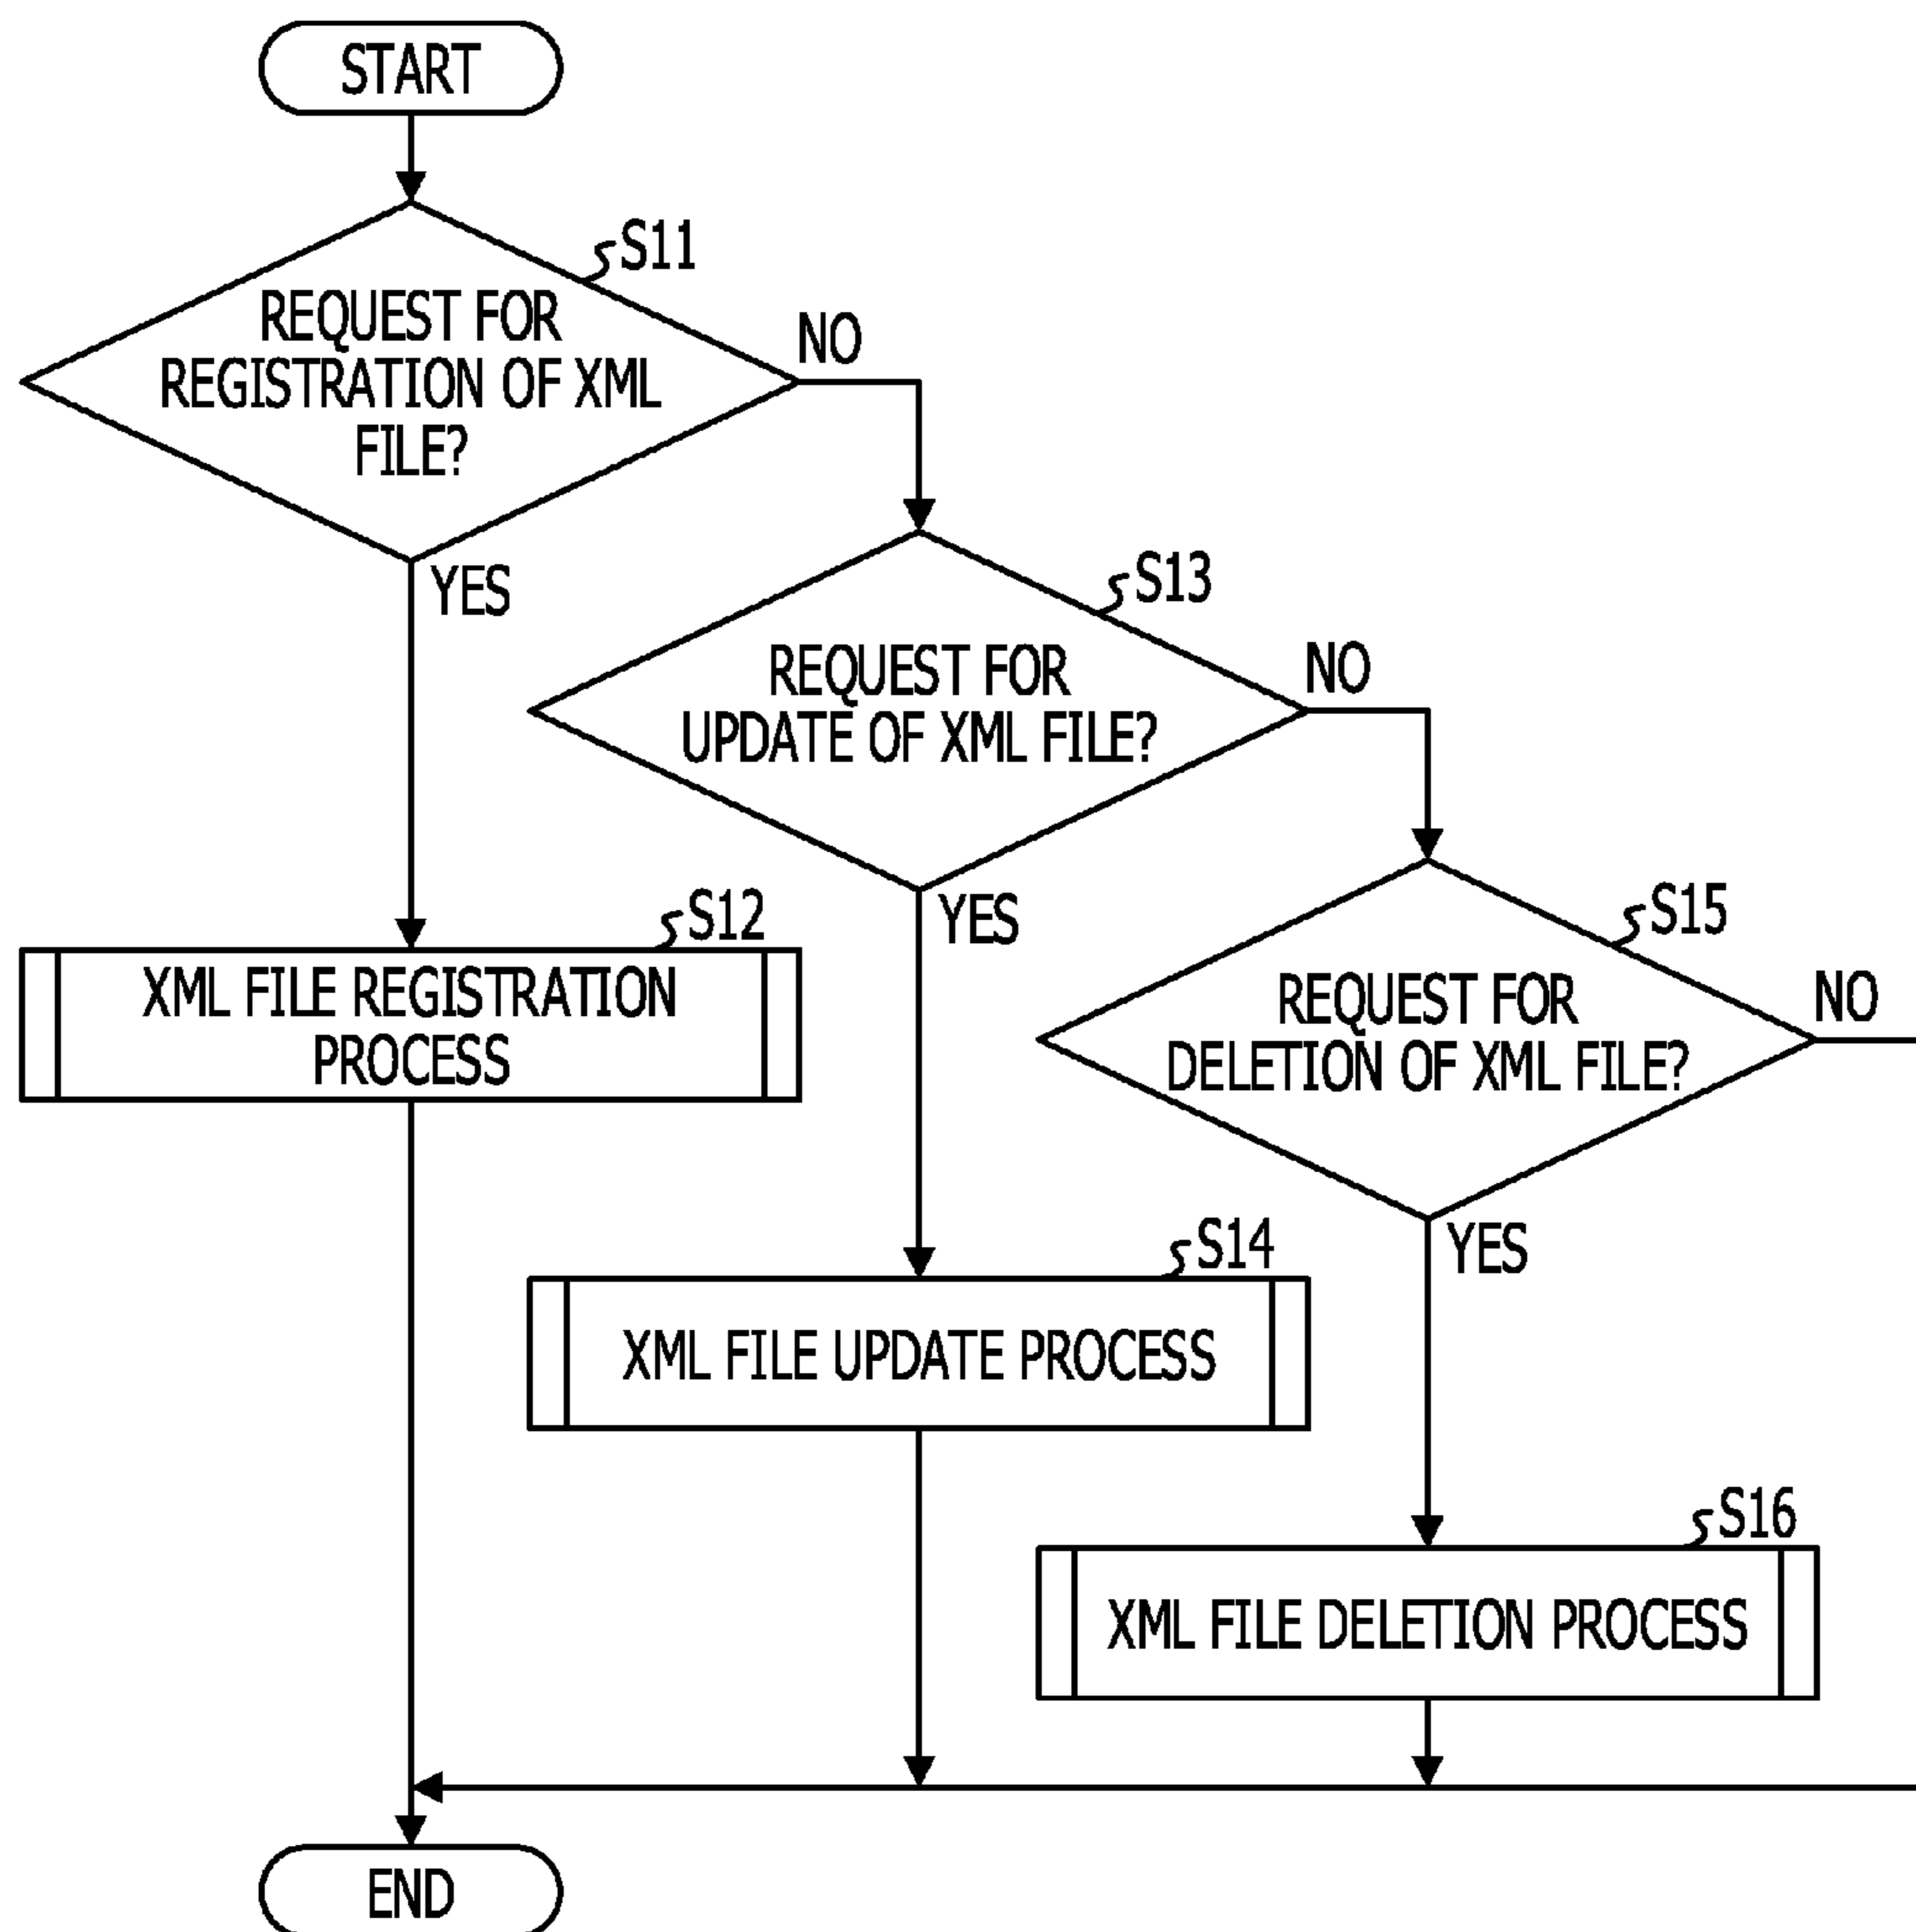 START
S11
REQUEST FOR
REGISTRATION OF XML
FILE?
NO
YES
S13
REQUEST FOR
UPDATE OF XML FILE?
NO
YES
S12
XML FILE REGISTRATION
PROCESS
S15
REQUEST FOR
DELETION OF XML FILE?
NO
YES
S14
XML FILE UPDATE PROCESS
S16
XML FILE DELETION PROCESS
END